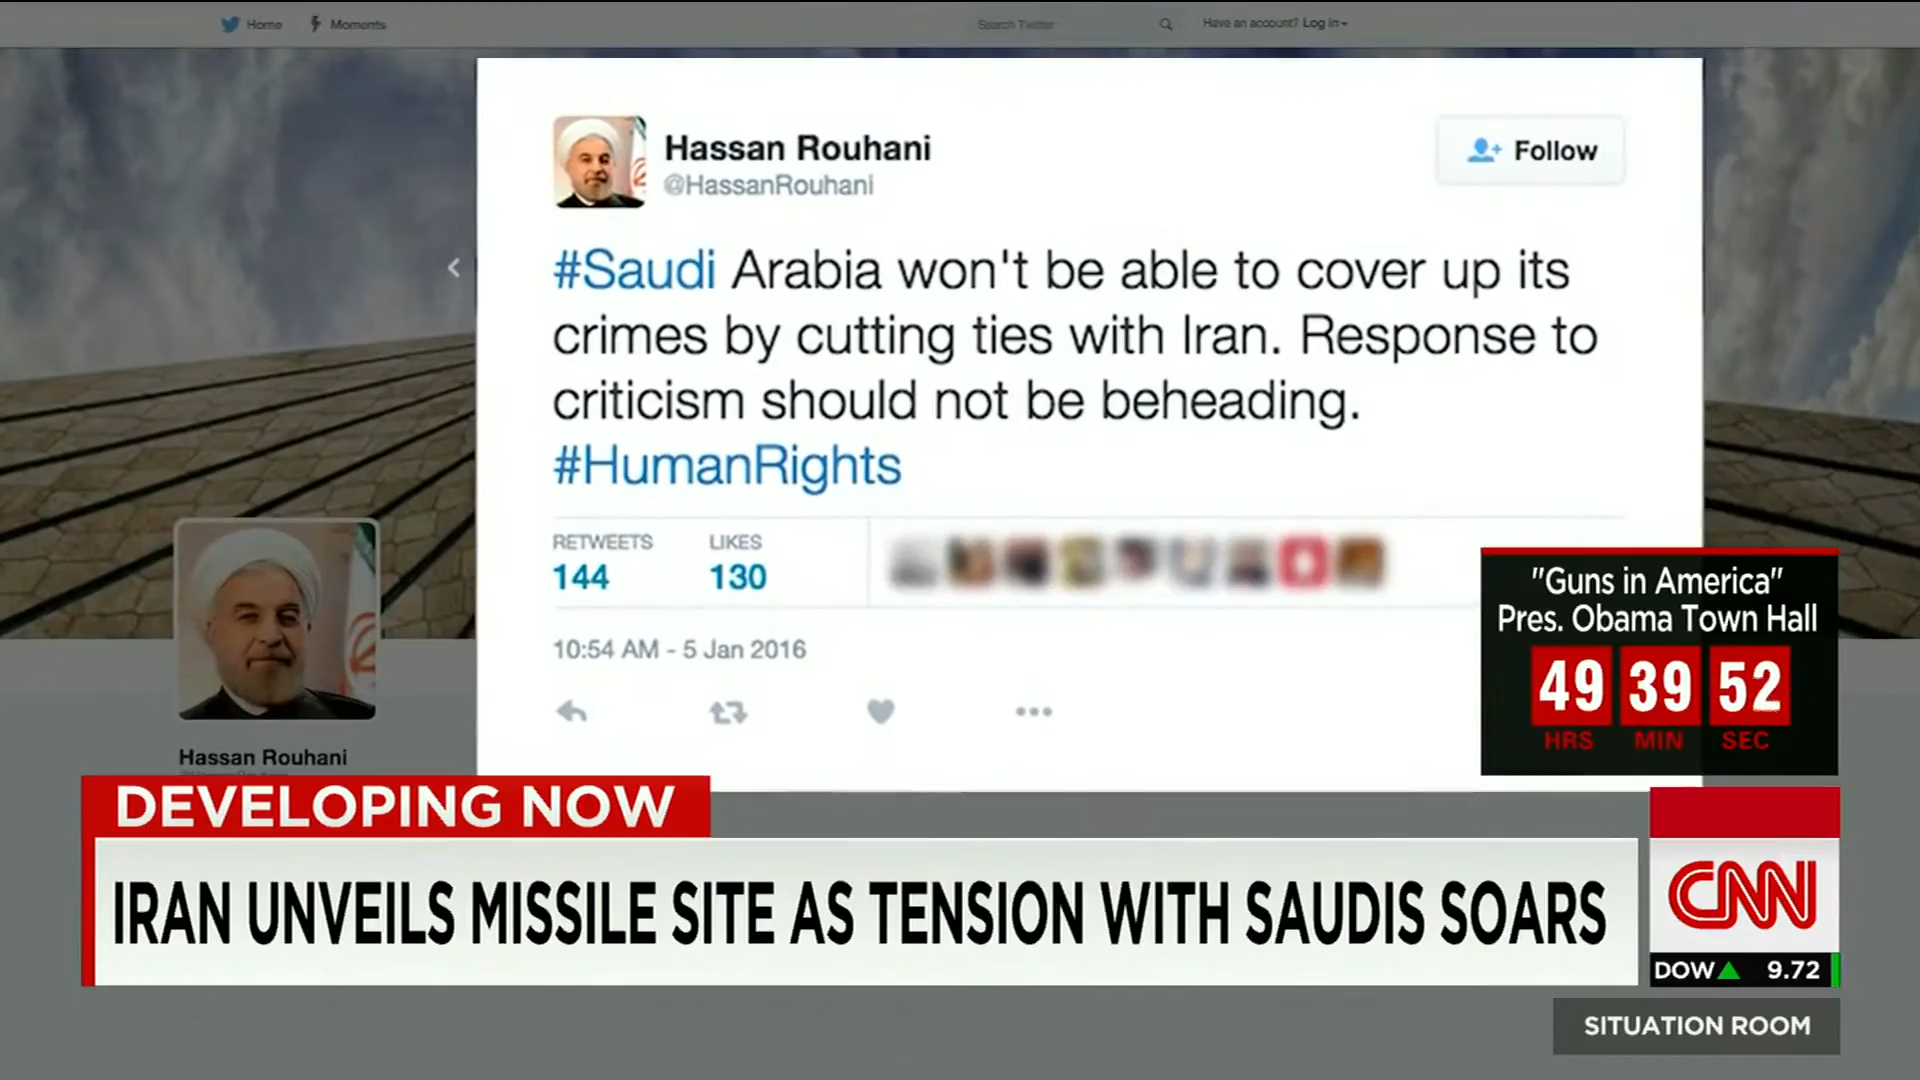 Home Moments Search Twitter Have an account? Log in
Hassan Rouhani
@HassanRouhani
Follow
#Saudi Arabia won't be able to cover up its
crimes by cutting ties with Iran. Response to
criticism should not be beheading.
#HumanRights
RETWEETS LIKES
144 130
10:54 AM - 5 Jan 2016
Hassan Rouhani
"Guns in America"
Pres. Obama Town Hall
49 39 52
HRS MIN SEC
DEVELOPING NOW
IRAN UNVEILS MISSILE SITE AS TENSION WITH SAUDIS SOARS
CNN
DOW 9.72
SITUATION ROOM